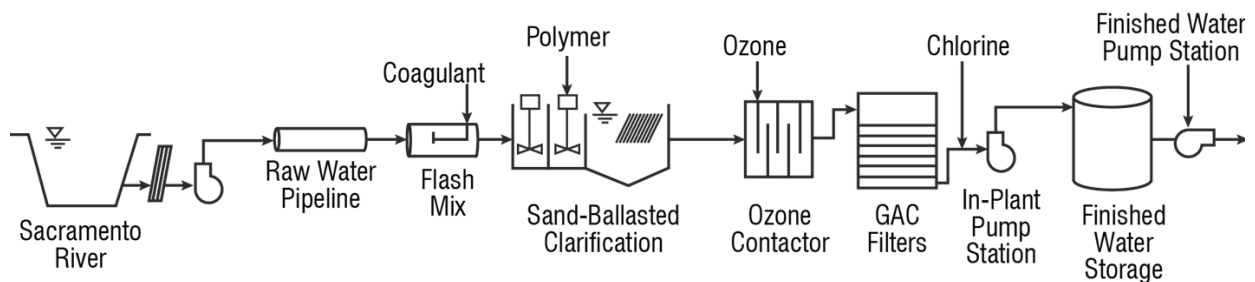 Sacramento
River
Raw Water
Pipeline
Coagulant
Flash
Mix
Polymer
Sand-Ballasted
Clarification
Ozone
Ozone
Contactor
GAC
Filters
Chlorine
In-Plant
Pump
Station
Finished
Water
Storage
Finished Water
Pump Station